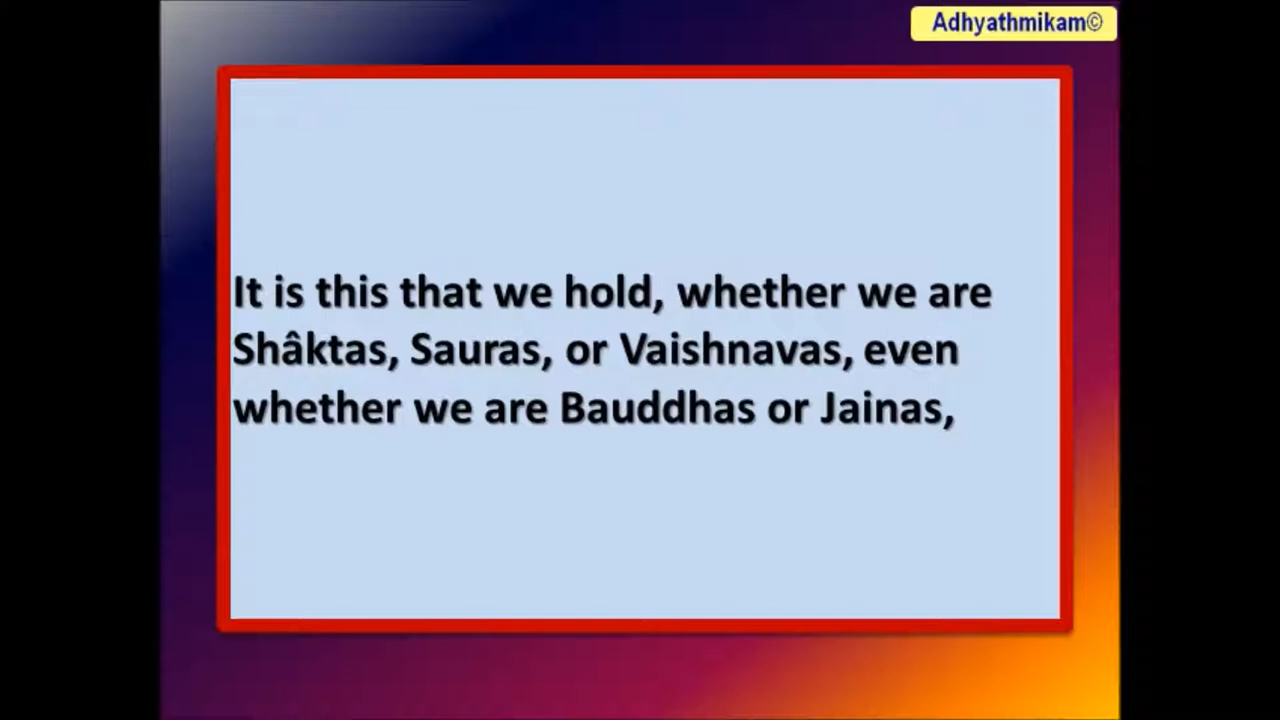 Adhyathmikam©
It is this that we hold, whether we are
Shâktas, Sauras, or Vaishnavas, even
whether we are Bauddhas or Jainas,